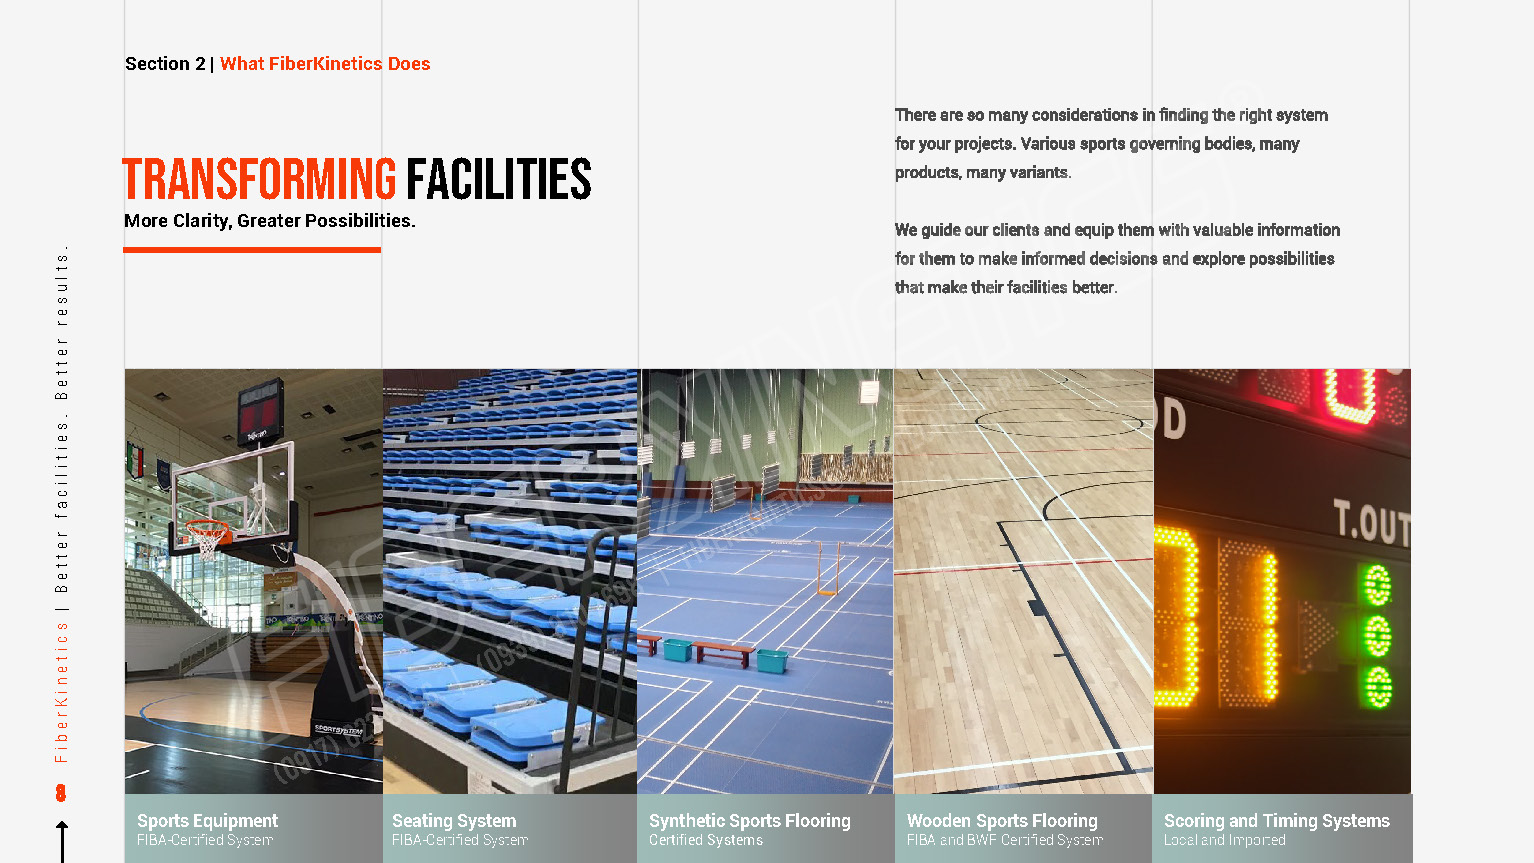 Section 2 | What FiberKinetics Does
TRANSFORMING FACILITIES
More Clarity, Greater Possibilities.
There are so many considerations in finding the right system
for your projects. Various sports governing bodies, many
products, many variants.
We guide our clients and equip them with valuable information
for them to make informed decisions and explore possibilities
that make their facilities better.
FiberKinetics | Better facilities. Better results.
8
SPORTSYSTEM
D
T.OUT
Sports Equipment
FIBA-Certified System
Seating System
FIBA-Certified System
Synthetic Sports Flooring
Certified Systems
Wooden Sports Flooring
FIBA and BWF Certified System
Scoring and Timing Systems
Local and Imported